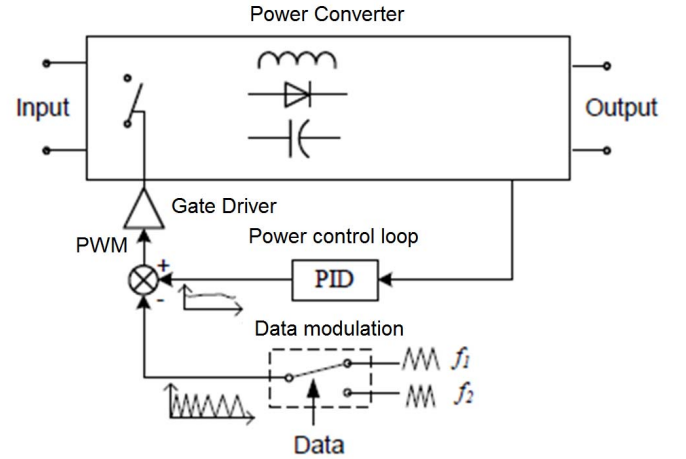 Power Converter
Input
Output
Gate Driver
PWM
Power control loop
+
PID
-
Data modulation
f1
f2
Data